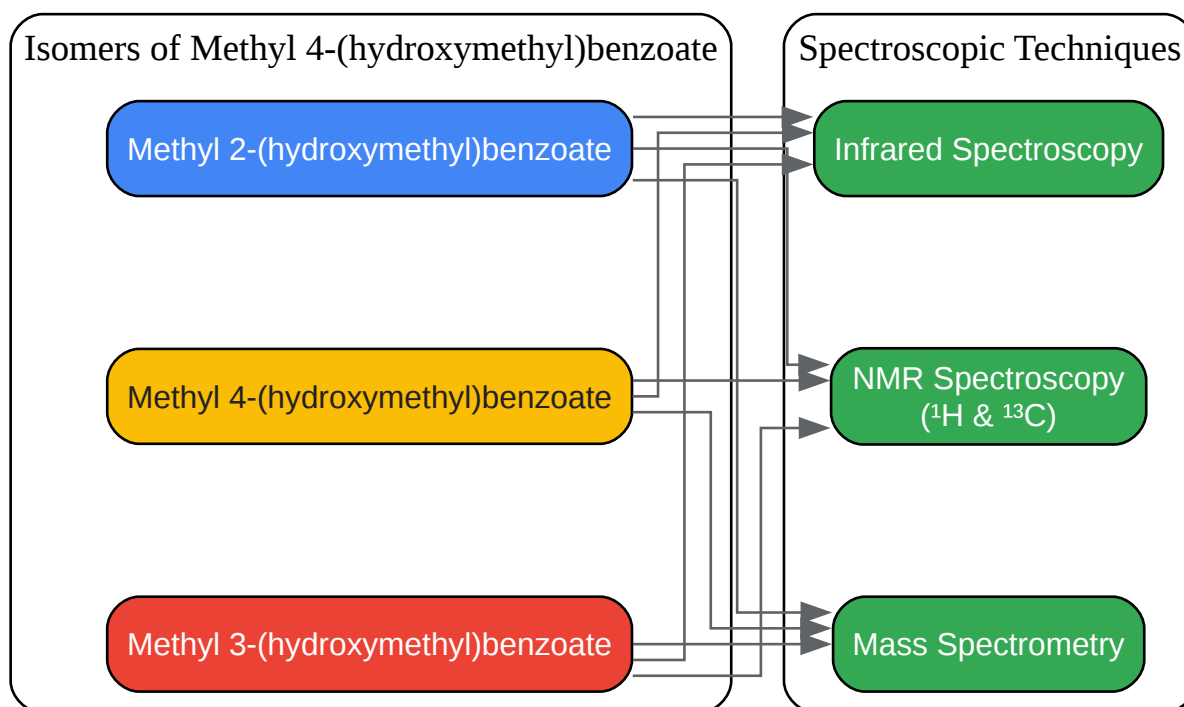 Isomers of Methyl 4-(hydroxymethyl)benzoate
Methyl 2-(hydroxymethyl)benzoate
Methyl 4-(hydroxymethyl)benzoate
Methyl 3-(hydroxymethyl)benzoate
Spectroscopic Techniques
Infrared Spectroscopy
NMR Spectroscopy
(¹H & ¹³C)
Mass Spectrometry